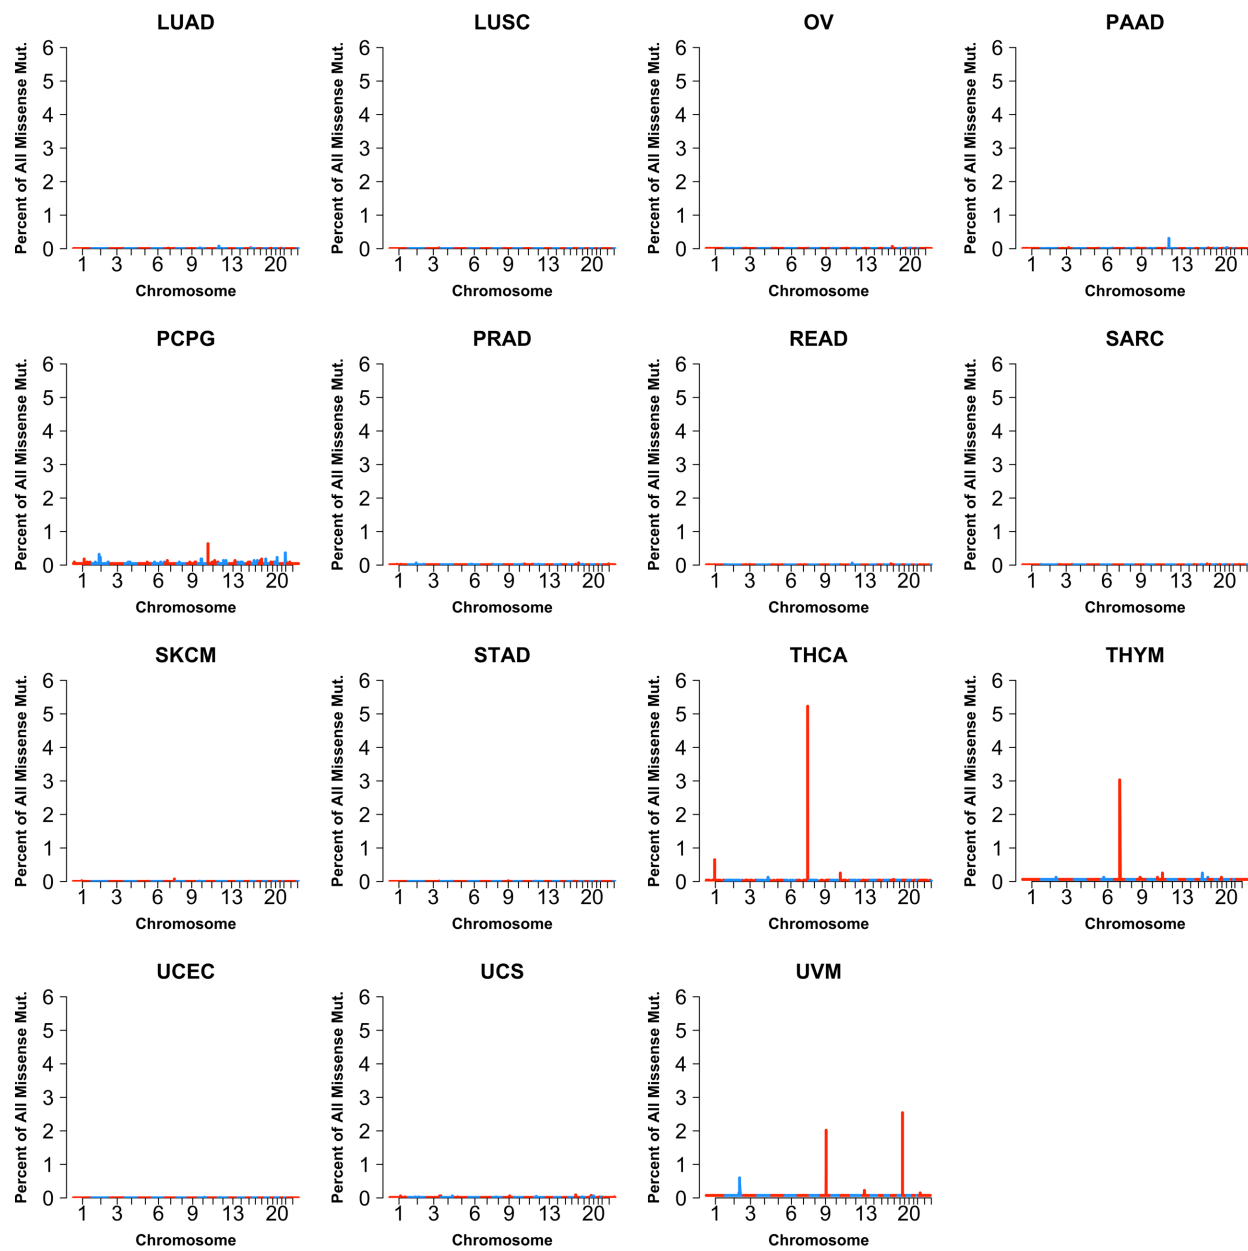 LUAD LUSC OV PAAD
Percent of All Missense Mut. Percent of All Missense Mut. Percent of All Missense Mut. Percent of All Missense Mut.
6 6 6 6
5 5 5 5
4 4 4 4
3 3 3 3
2 2 2 2
1 1 1 1
0 0 0 0
1 3 6 9 13 20 1 3 6 9 13 20 1 3 6 9 13 20 1 3 6 9 13 20
Chromosome Chromosome Chromosome Chromosome
PCPG PRAD READ SARC
Percent of All Missense Mut. Percent of All Missense Mut. Percent of All Missense Mut. Percent of All Missense Mut.
6 6 6 6
5 5 5 5
4 4 4 4
3 3 3 3
2 2 2 2
1 1 1 1
0 0 0 0
1 3 6 9 13 20 1 3 6 9 13 20 1 3 6 9 13 20 1 3 6 9 13 20
Chromosome Chromosome Chromosome Chromosome
SKCM STAD THCA THYM
Percent of All Missense Mut. Percent of All Missense Mut. Percent of All Missense Mut. Percent of All Missense Mut.
6 6 6 6
5 5 5 5
4 4 4 4
3 3 3 3
2 2 2 2
1 1 1 1
0 0 0 0
1 3 6 9 13 20 1 3 6 9 13 20 1 3 6 9 13 20 1 3 6 9 13 20
Chromosome Chromosome Chromosome Chromosome
UCEC UCS UVM
Percent of All Missense Mut. Percent of All Missense Mut. Percent of All Missense Mut.
6 6 6
5 5 5
4 4 4
3 3 3
2 2 2
1 1 1
0 0 0
1 3 6 9 13 20 1 3 6 9 13 20 1 3 6 9 13 20
Chromosome Chromosome Chromosome